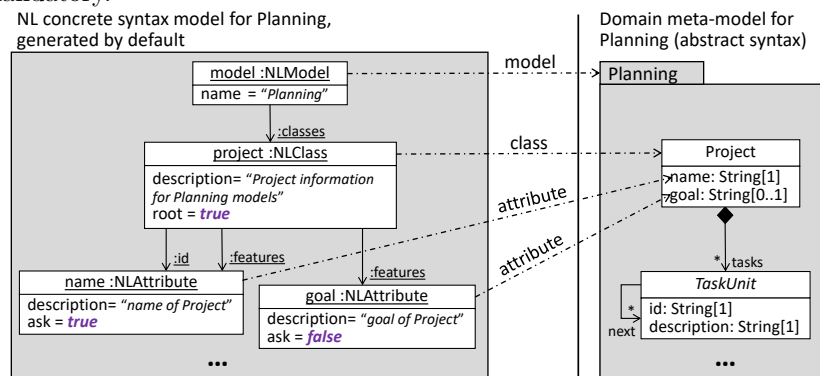 NL concrete syntax model for Planning,
generated by default
model :NLModel
name = "Planning"
:classes
project :NLClass
description= "Project information
for Planning models"
root = true
:id
:features
:features
name :NLAttribute
description= "name of Project"
ask = true
goal :NLAttribute
description= "goal of Project"
ask = false
...
model
class
attribute
attribute
Domain meta-model for
Planning (abstract syntax)
Planning
Project
name: String[1]
goal: String[0..1]
* tasks
TaskUnit
id: String[1]
description: String[1]
*
next
...